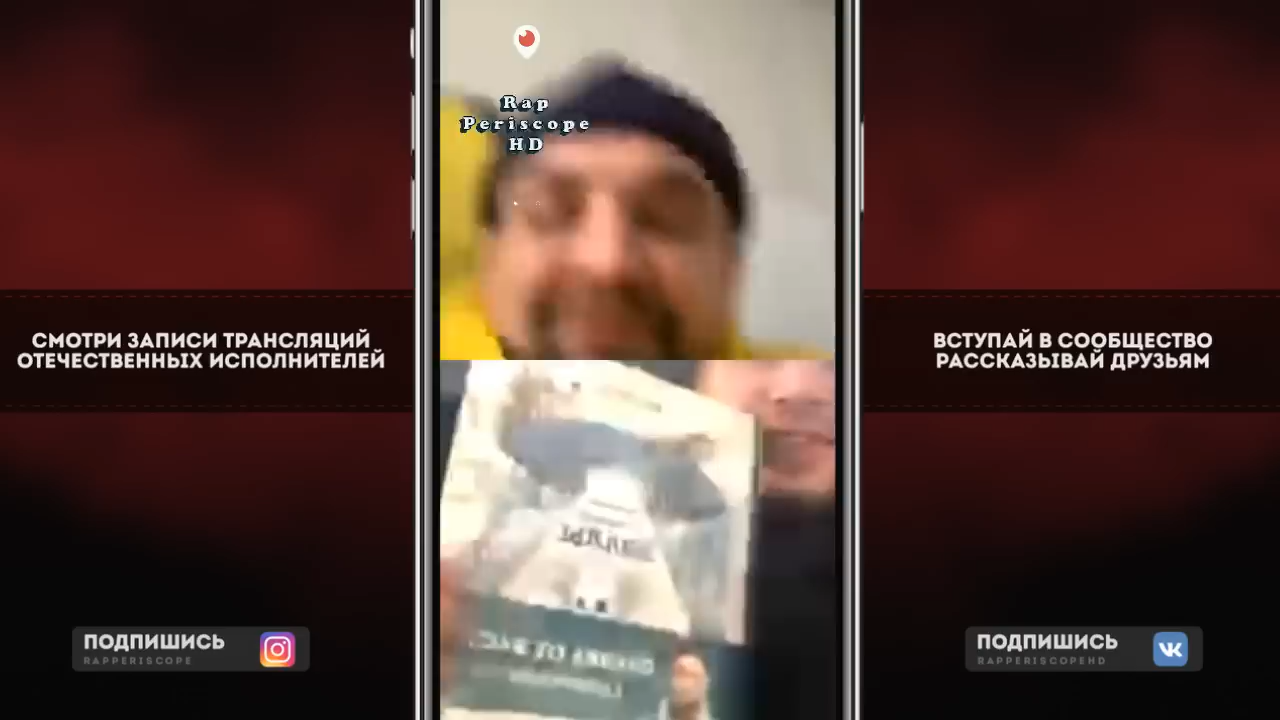 Rap
Periscope
HD
СМОТРИ ЗАПИСИ ТРАНСЛЯЦИЙ
ОТЕЧЕСТВЕННЫХ ИСПОЛНИТЕЛЕЙ
ВСТУПАЙ В СООБЩЕСТВО
РАССКАЗЫВАЙ ДРУЗЬЯМ
ПОДПИШИСЬ
RAPPERISCOPE
ПОДПИШИСЬ
RAPPERISCOPEHD